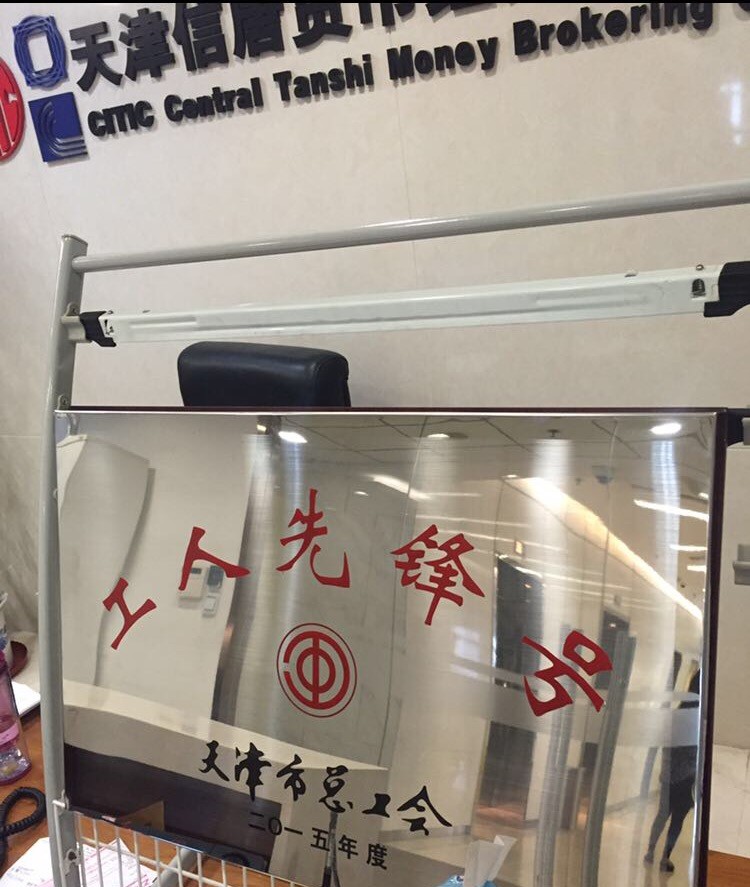 天津信唐货币经
CITIC Central Tanshi Money Brokering
工人先锋号
天津市总工会
二〇一五年度